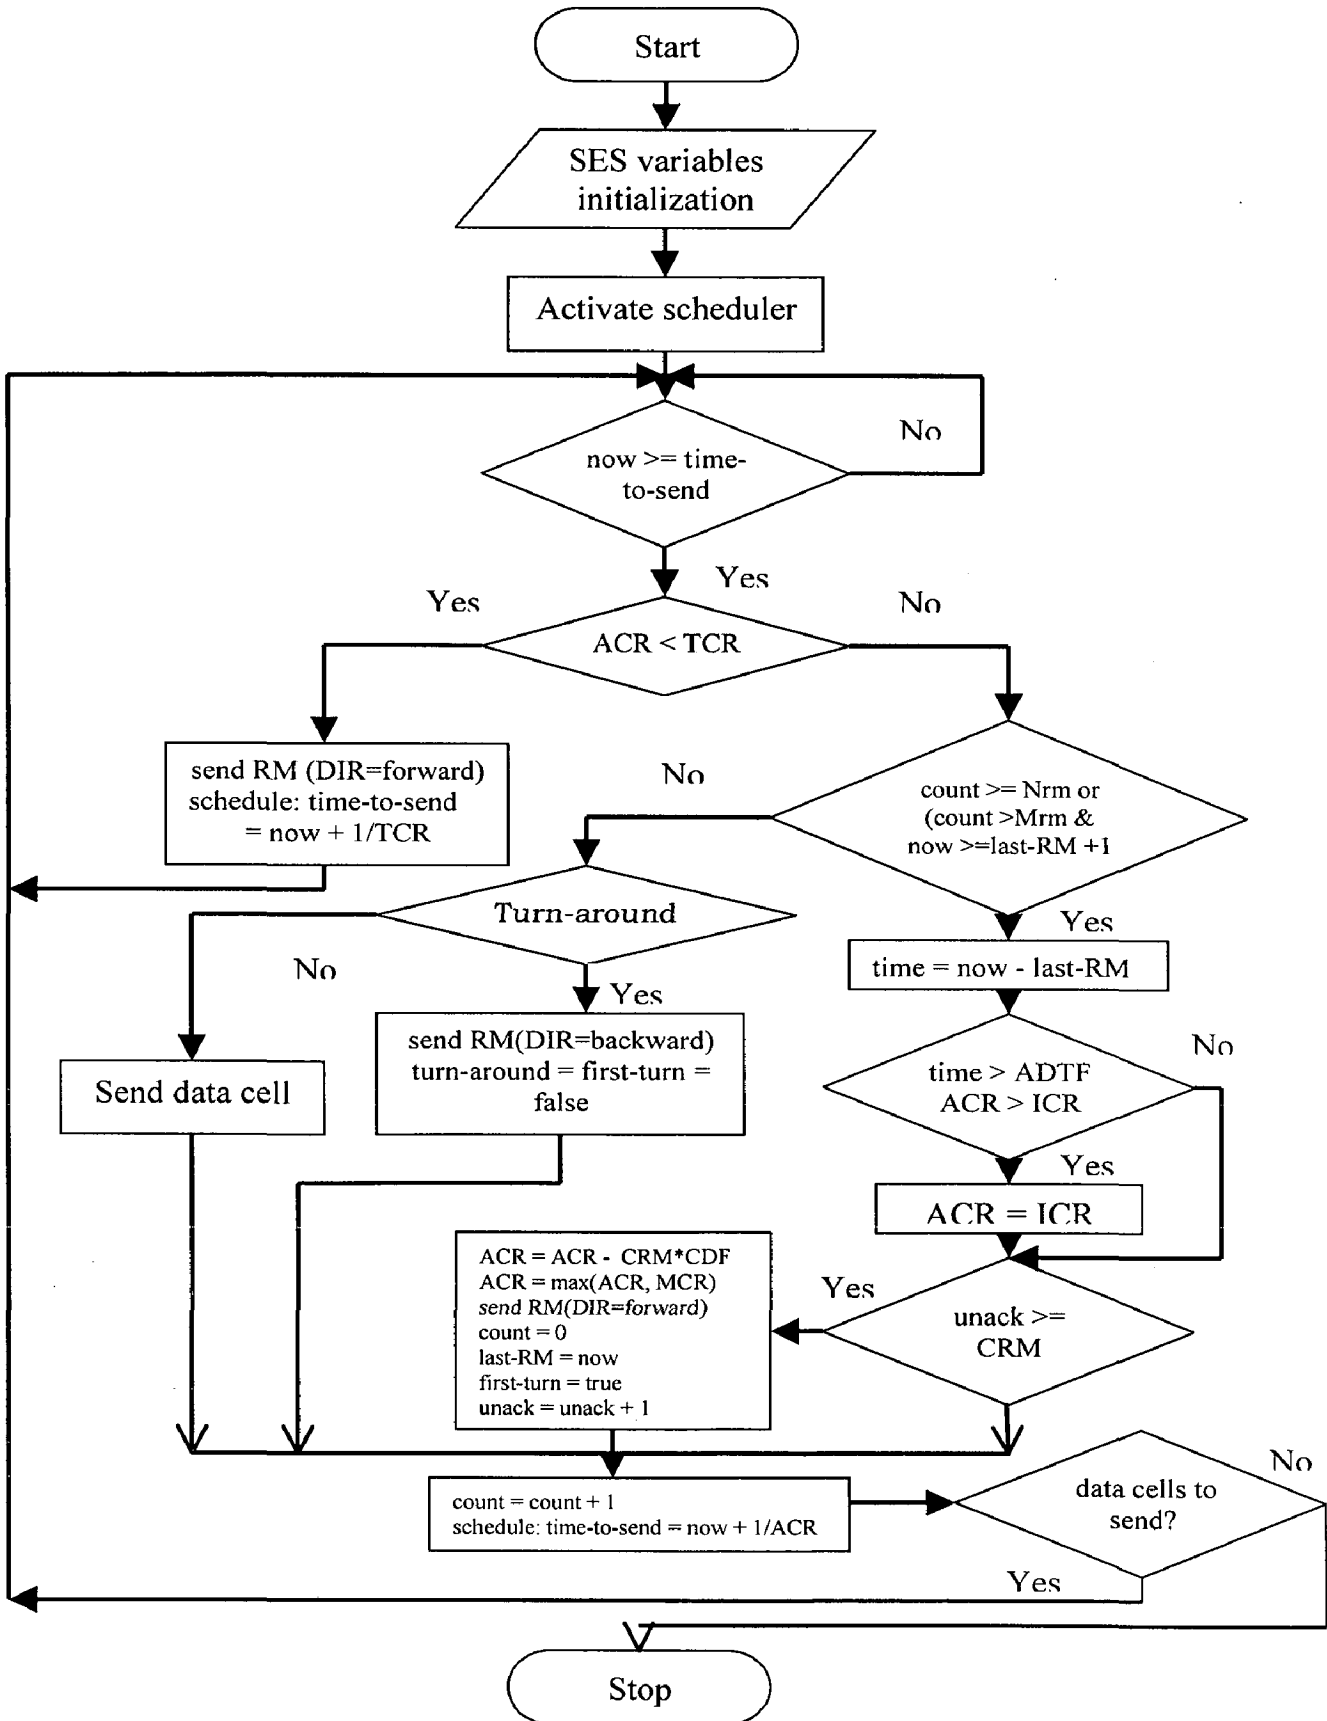 Start
SES variables
initialization
Activate scheduler
No
now >= time-
to-send
Yes
Yes
No
ACR < TCR
send RM (DIR=forward)
schedule: time-to-send
= now + 1/TCR
No
count >= Nrm or
(count >Mrm &
now >=last-RM +1
Turn-around
Yes
time = now - last-RM
No
Yes
send RM(DIR=backward)
turn-around = first-turn =
false
No
time > ADTF
ACR > ICR
Send data cell
Yes
ACR = ICR
ACR = ACR - CRM*CDF
ACR = max(ACR, MCR)
send RM(DIR=forward)
count = 0
last-RM = now
first-turn = true
unack = unack + 1
Yes
unack >=
CRM
No
data cells to
send?
count = count + 1
schedule: time-to-send = now + 1/ACR
Yes
Stop